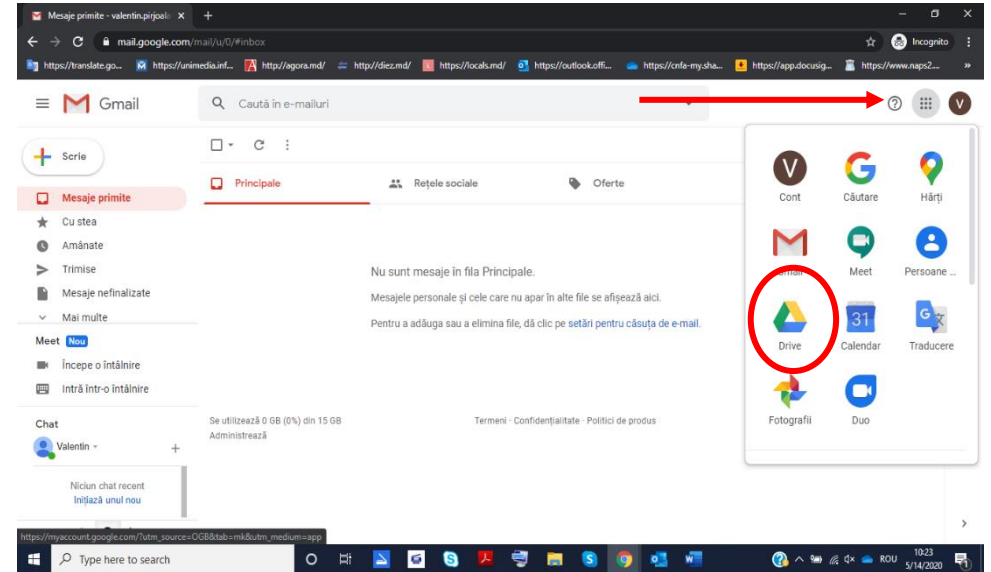 Mesaje primite - valentin.pirjoala
mail.google.com/mail/u/0/#inbox
Incognito
https://translate.go...
https://unimedia.inf...
http://agora.md/
http://diez.md/
https://locals.md/
https://outlook.offi...
https://cnfa-my.sha...
https://app.docusig...
https://www.naps2....
»
Gmail
Caută în e-mailuri
V
Scrie
Principale
Rețele sociale
Oferte
Mesaje primite
Cu stea
Amânate
Trimise
Mesaje nefinalizate
Mai multe
Nu sunt mesaje în fila Principale.
Mesajele personale și cele care nu apar în alte file se afișează aici.
Pentru a adăuga sau a elimina file, dă clic pe setări pentru căsuța de e-mail.
Meet Nou
Începe o întâlnire
Intră într-o întâlnire
Chat
Valentin
Niciun chat recent
Inițiază unul nou
Se utilizează 0 GB (0%) din 15 GB
Administrează
Termeni - Confidențialitate - Politici de produs
V
Cont
Căutare
Hărți
Gmail
Meet
Persoane ...
31
Drive
Calendar
Traducere
Fotografii
Duo
https://myaccount.google.com/?utm_source=OGB&tab=mk&utm_medium=app
Type here to search
ROU
10:23
5/14/2020